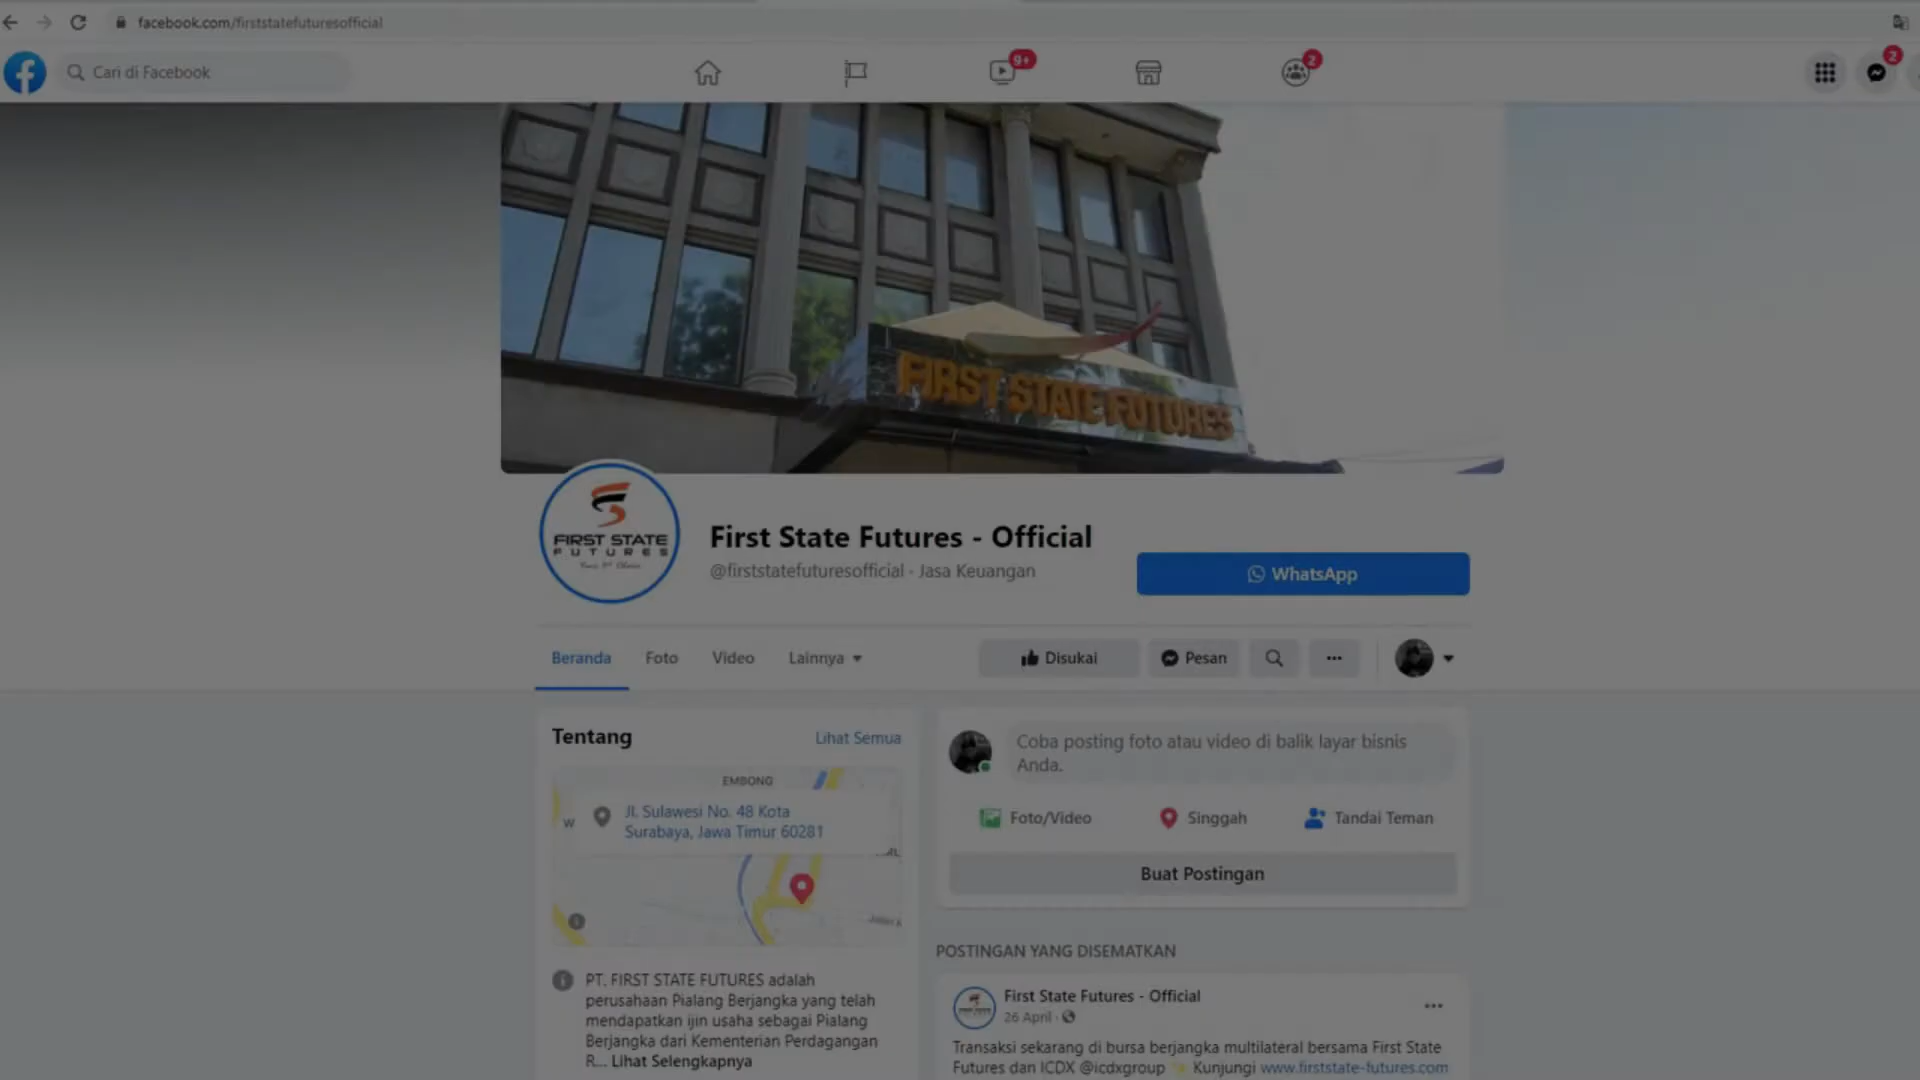 facebook.com/firststatefuturesofficial
Cari di Facebook
9+
2
2
FIRST STATE FUTURES
FIRST STATE
FUTURES
First State Futures - Official
@firststatefuturesofficial · Jasa Keuangan
WhatsApp
Beranda
Foto
Video
Lainnya
Disukai
Pesan
Tentang
Lihat Semua
EMBONG
W
Jl. Sulawesi No. 48 Kota
Surabaya, Jawa Timur 60281
PT. FIRST STATE FUTURES adalah
perusahaan Pialang Berjangka yang telah
mendapatkan ijin usaha sebagai Pialang
Berjangka dari Kementerian Perdagangan
R... Lihat Selengkapnya
Coba posting foto atau video di balik layar bisnis
Anda.
Foto/Video
Singgah
Tandai Teman
Buat Postingan
POSTINGAN YANG DISEMATKAN
First State Futures - Official
26 April ·
Transaksi sekarang di bursa berjangka multilateral bersama First State
Futures dan ICDX @icdxgroup Kunjungi www.firststate-futures.com